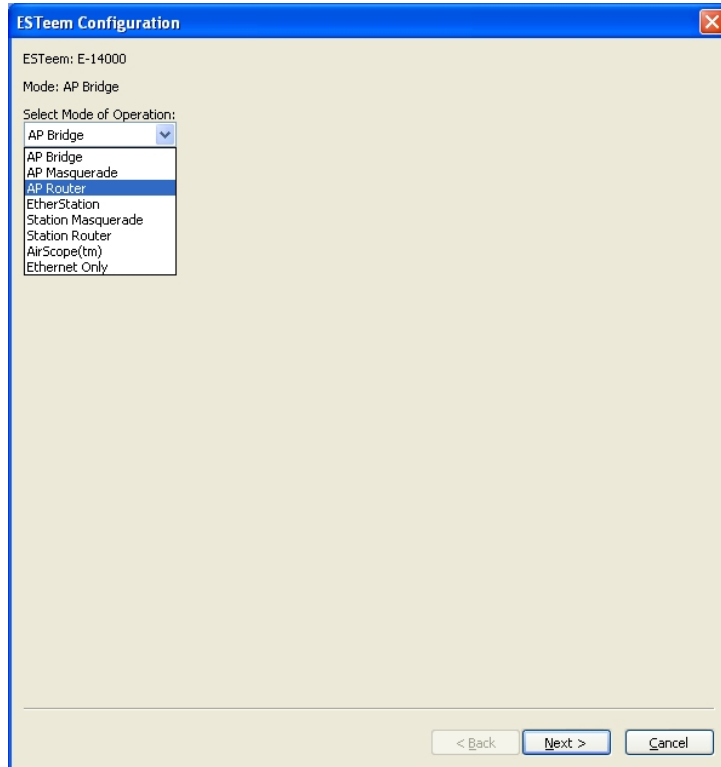 ESTeem Configuration
ESTeem: E-14000
Mode: AP Bridge
Select Mode of Operation:
AP Bridge
AP Bridge
AP Masquerade
AP Router
EtherStation
Station Masquerade
Station Router
AirScope(tm)
Ethernet Only
< Back
Next >
Cancel